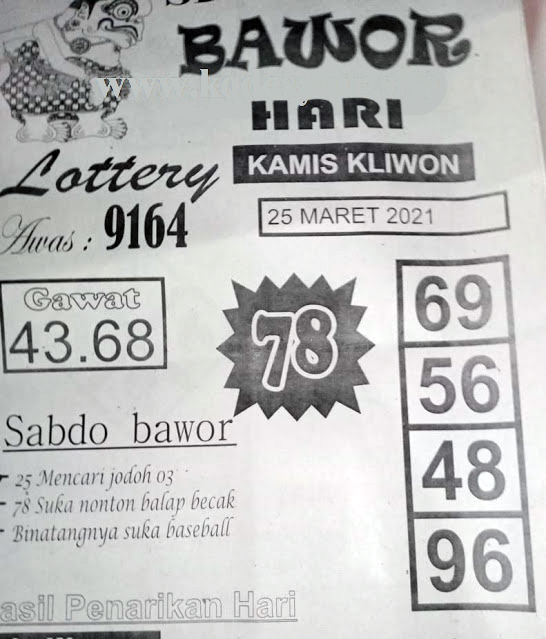 BAWOR
HARI
KAMIS KLIWON
25 MARET 2021
Lottery
Awas : 9164
Gawat
43.68
78
69
56
48
96
Sabdo bawor
- 25 Mencari jodoh 03
- 78 Suka nonton balap becak
- Binatangnya suka baseball
Penarikan Hari